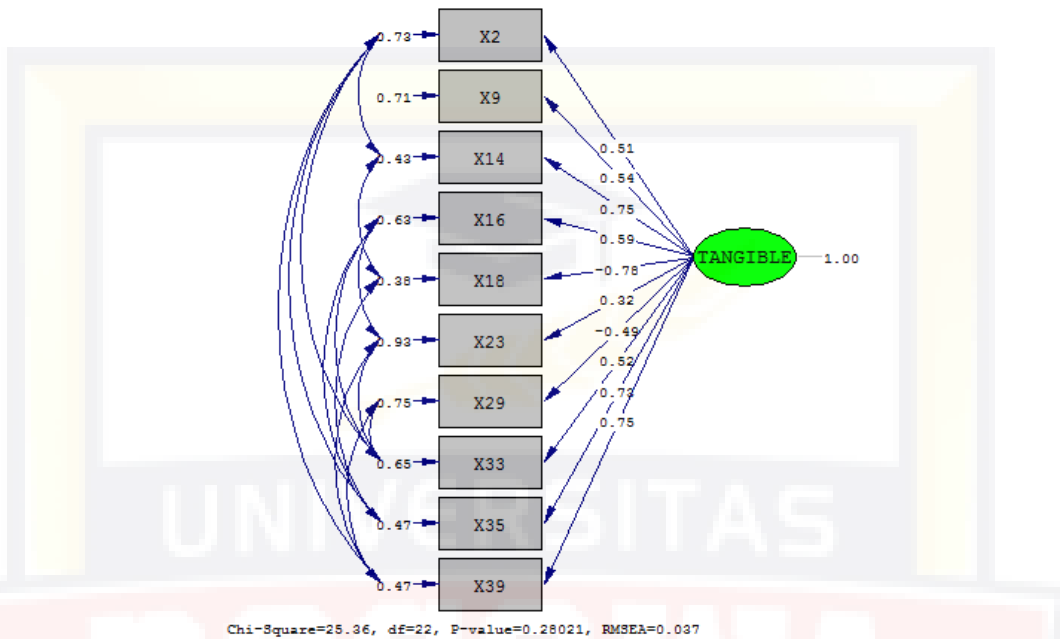 0.73 X2
0.71 X9
0.51
0.43 X14
0.54
0.75
0.63 X16
0.59
TANGIBLE 1.00
0.38 X18
-0.78
0.32
0.93 X23
-0.49
0.52
0.75 X29
0.73
0.75
0.65 X33
UNIVERSITAS
0.47 X35
0.47 X39
Chi-Square=25.36, df=22, P-value=0.28021, RMSEA=0.037